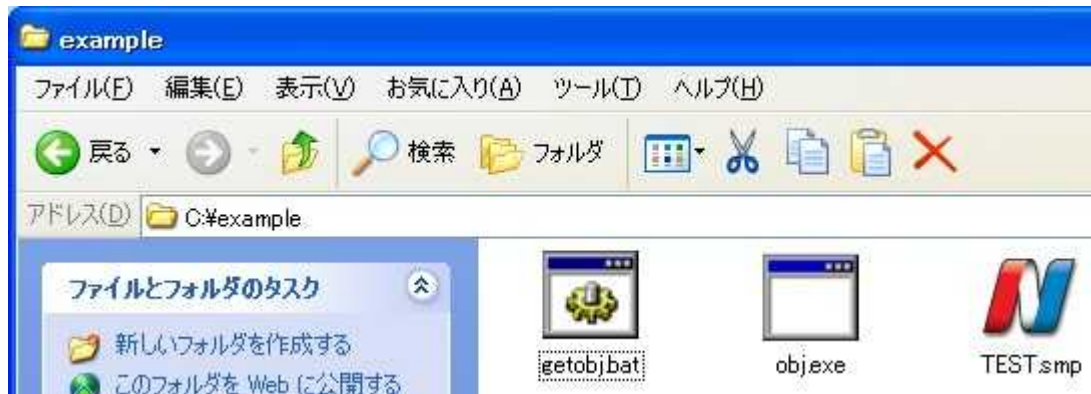 example
ファイル(F) 編集(E) 表示(V) お気に入り(A) ツール(T) ヘルプ(H)
戻る 検索 フォルダ
アドレス(D) C:¥example
ファイルとフォルダのタスク
新しいフォルダを作成する
このフォルダを Web に公開する
getobj.bat obj.exe TEST.smp